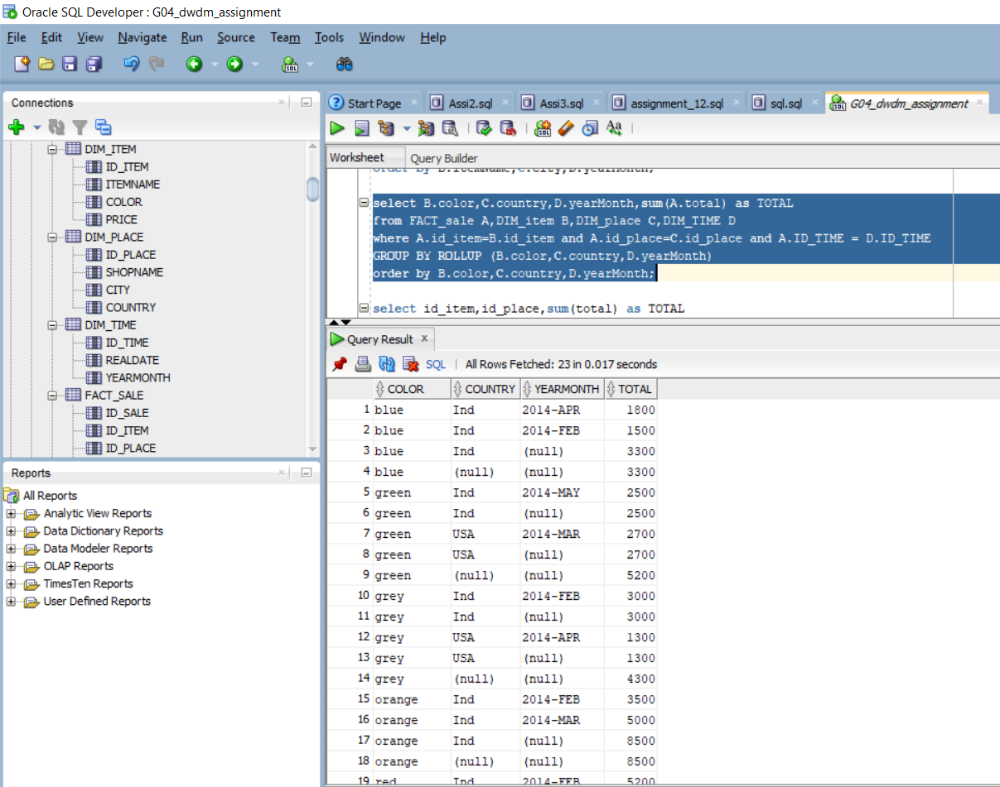 Oracle SQL Developer : G04_dwdm_assignment
File Edit View Navigate Run Source Team Tools Window Help
Connections
DIM_ITEM
ID_ITEM
ITEMNAME
COLOR
PRICE
DIM_PLACE
ID_PLACE
SHOPNAME
CITY
COUNTRY
DIM_TIME
ID_TIME
REALDATE
YEARMONTH
FACT_SALE
ID_SALE
ID_ITEM
ID_PLACE
Reports
All Reports
Analytic View Reports
Data Dictionary Reports
Data Modeler Reports
OLAP Reports
TimesTen Reports
User Defined Reports
Start Page Assi2.sql Assi3.sql assignment_12.sql sql.sql G04_dwdm_assignment
Worksheet Query Builder
order by B.itemName,C.city,D.yearMonth;
select B.color,C.country,D.yearMonth,sum(A.total) as TOTAL
from FACT_sale A,DIM_item B,DIM_place C,DIM_TIME D
where A.id_item=B.id_item and A.id_place=C.id_place and A.ID_TIME = D.ID_TIME
GROUP BY ROLLUP (B.color,C.country,D.yearMonth)
order by B.color,C.country,D.yearMonth;
select id_item,id_place,sum(total) as TOTAL
Query Result
SQL | All Rows Fetched: 23 in 0.017 seconds
COLOR COUNTRY YEARMONTH TOTAL
1 blue Ind 2014-APR 1800
2 blue Ind 2014-FEB 1500
3 blue Ind (null) 3300
4 blue (null) (null) 3300
5 green Ind 2014-MAY 2500
6 green Ind (null) 2500
7 green USA 2014-MAR 2700
8 green USA (null) 2700
9 green (null) (null) 5200
10 grey Ind 2014-FEB 3000
11 grey Ind (null) 3000
12 grey USA 2014-APR 1300
13 grey USA (null) 1300
14 grey (null) (null) 4300
15 orange Ind 2014-FEB 3500
16 orange Ind 2014-MAR 5000
17 orange Ind (null) 8500
18 orange (null) (null) 8500
19 red Ind 2014-FEB 5200